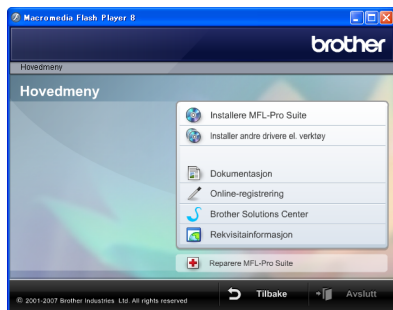 Macromedia Flash Player 8
brother
Hovedmeny
Hovedmeny
Installere MFL-Pro Suite
Installer andre drivere el. verktøy
Dokumentasjon
Online-registrering
Brother Solutions Center
Rekvisitainformasjon
Reparere MFL-Pro Suite
© 2001-2007 Brother Industries Ltd. All rights reserved
Tilbake
Avslutt